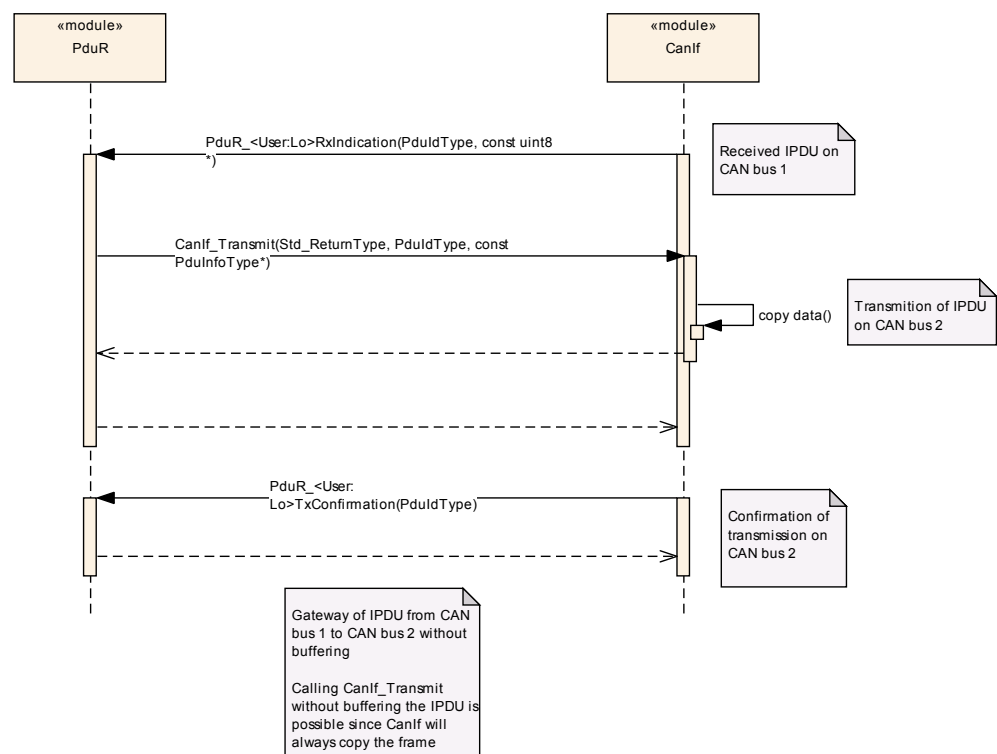 «module»
PduR
«module»
CanIf
PduR_<User:Lo>RxIndication(PduIdType, const uint8
*)
Received IPDU on
CAN bus 1
CanIf_Transmit(Std_ReturnType, PduIdType, const
PduInfoType*)
copy data()
Transmition of IPDU
on CAN bus 2
PduR_<User:
Lo>TxConfirmation(PduIdType)
Confirmation of
transmission on
CAN bus 2
Gateway of IPDU from CAN
bus 1 to CAN bus 2 without
buffering
Calling CanIf_Transmit
without buffering the IPDU is
possible since CanIf will
always copy the frame